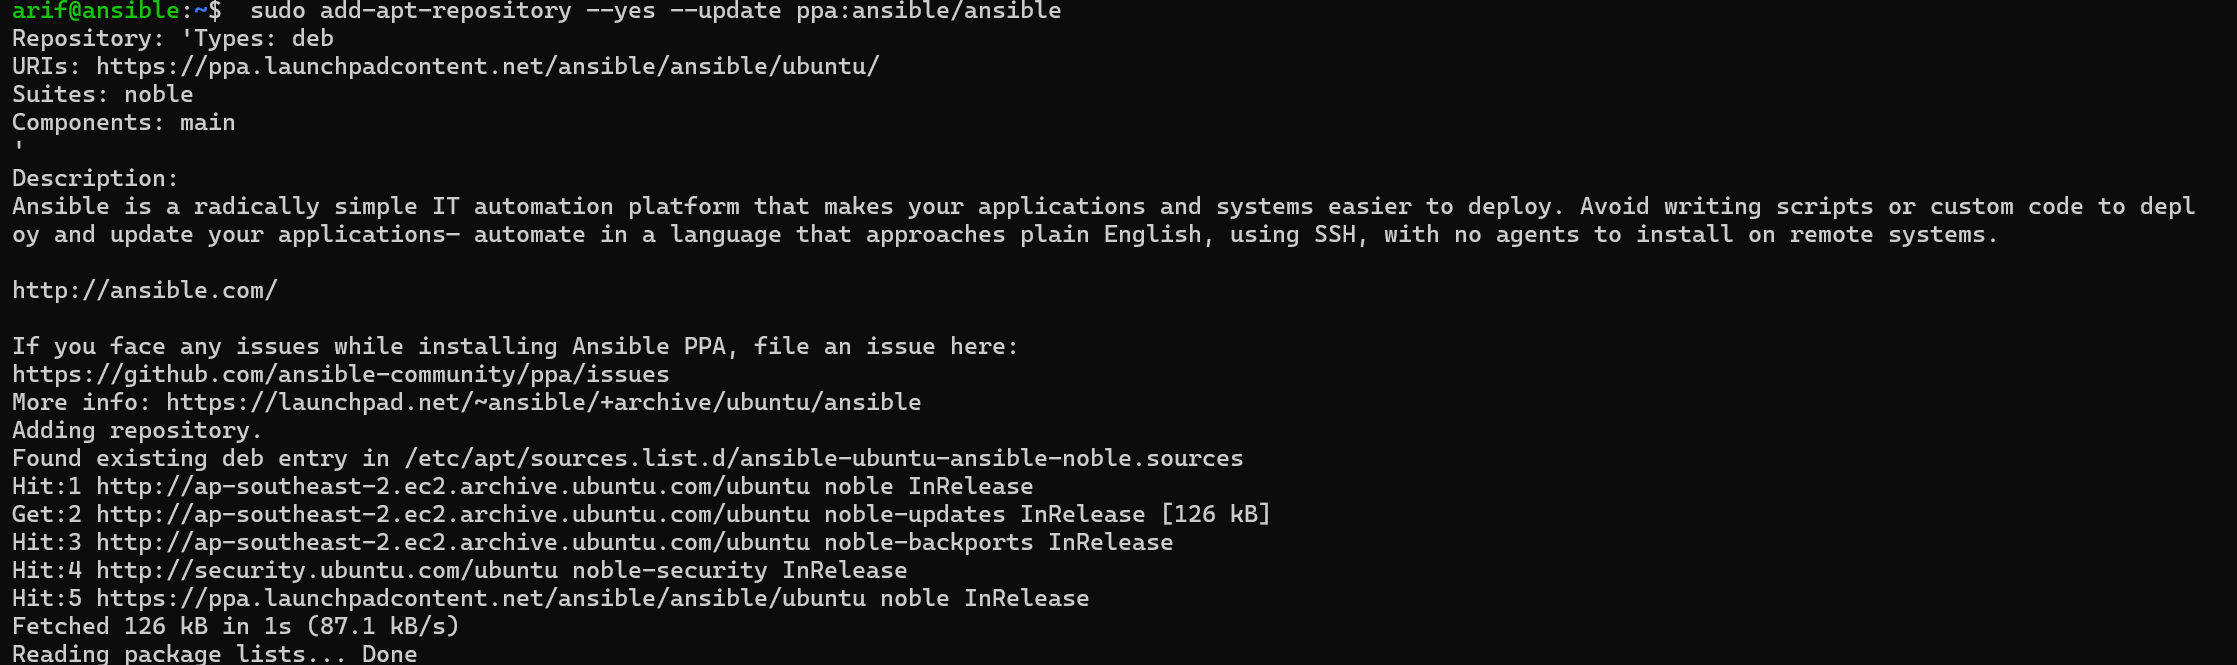 arif@ansible:~$  sudo add-apt-repository --yes --update ppa:ansible/ansible
Repository: 'Types: deb
URIs: https://ppa.launchpadcontent.net/ansible/ansible/ubuntu/
Suites: noble
Components: main
'
Description:
Ansible is a radically simple IT automation platform that makes your applications and systems easier to deploy. Avoid writing scripts or custom code to depl
oy and update your applications— automate in a language that approaches plain English, using SSH, with no agents to install on remote systems.

http://ansible.com/

If you face any issues while installing Ansible PPA, file an issue here:
https://github.com/ansible-community/ppa/issues
More info: https://launchpad.net/~ansible/+archive/ubuntu/ansible
Adding repository.
Found existing deb entry in /etc/apt/sources.list.d/ansible-ubuntu-ansible-noble.sources
Hit:1 http://ap-southeast-2.ec2.archive.ubuntu.com/ubuntu noble InRelease
Get:2 http://ap-southeast-2.ec2.archive.ubuntu.com/ubuntu noble-updates InRelease [126 kB]
Hit:3 http://ap-southeast-2.ec2.archive.ubuntu.com/ubuntu noble-backports InRelease
Hit:4 http://security.ubuntu.com/ubuntu noble-security InRelease
Hit:5 https://ppa.launchpadcontent.net/ansible/ansible/ubuntu noble InRelease
Fetched 126 kB in 1s (87.1 kB/s)
Reading package lists... Done